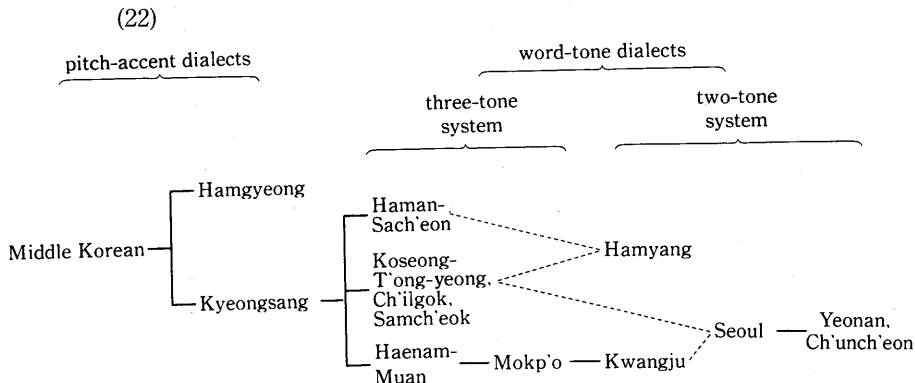 (22)
pitch-accent dialects
word-tone dialects
three-tone
system
two-tone
system
Middle Korean
Hamgyeong
Kyeongsang
Haman-
Sach'eon
Koseong-
T'ong-yeong,
Ch'ilgok,
Samch'eok
Haenam-
Muan
Mokp'o
Kwangju
Hamyang
Seoul
Yeonan,
Ch'unch'eon